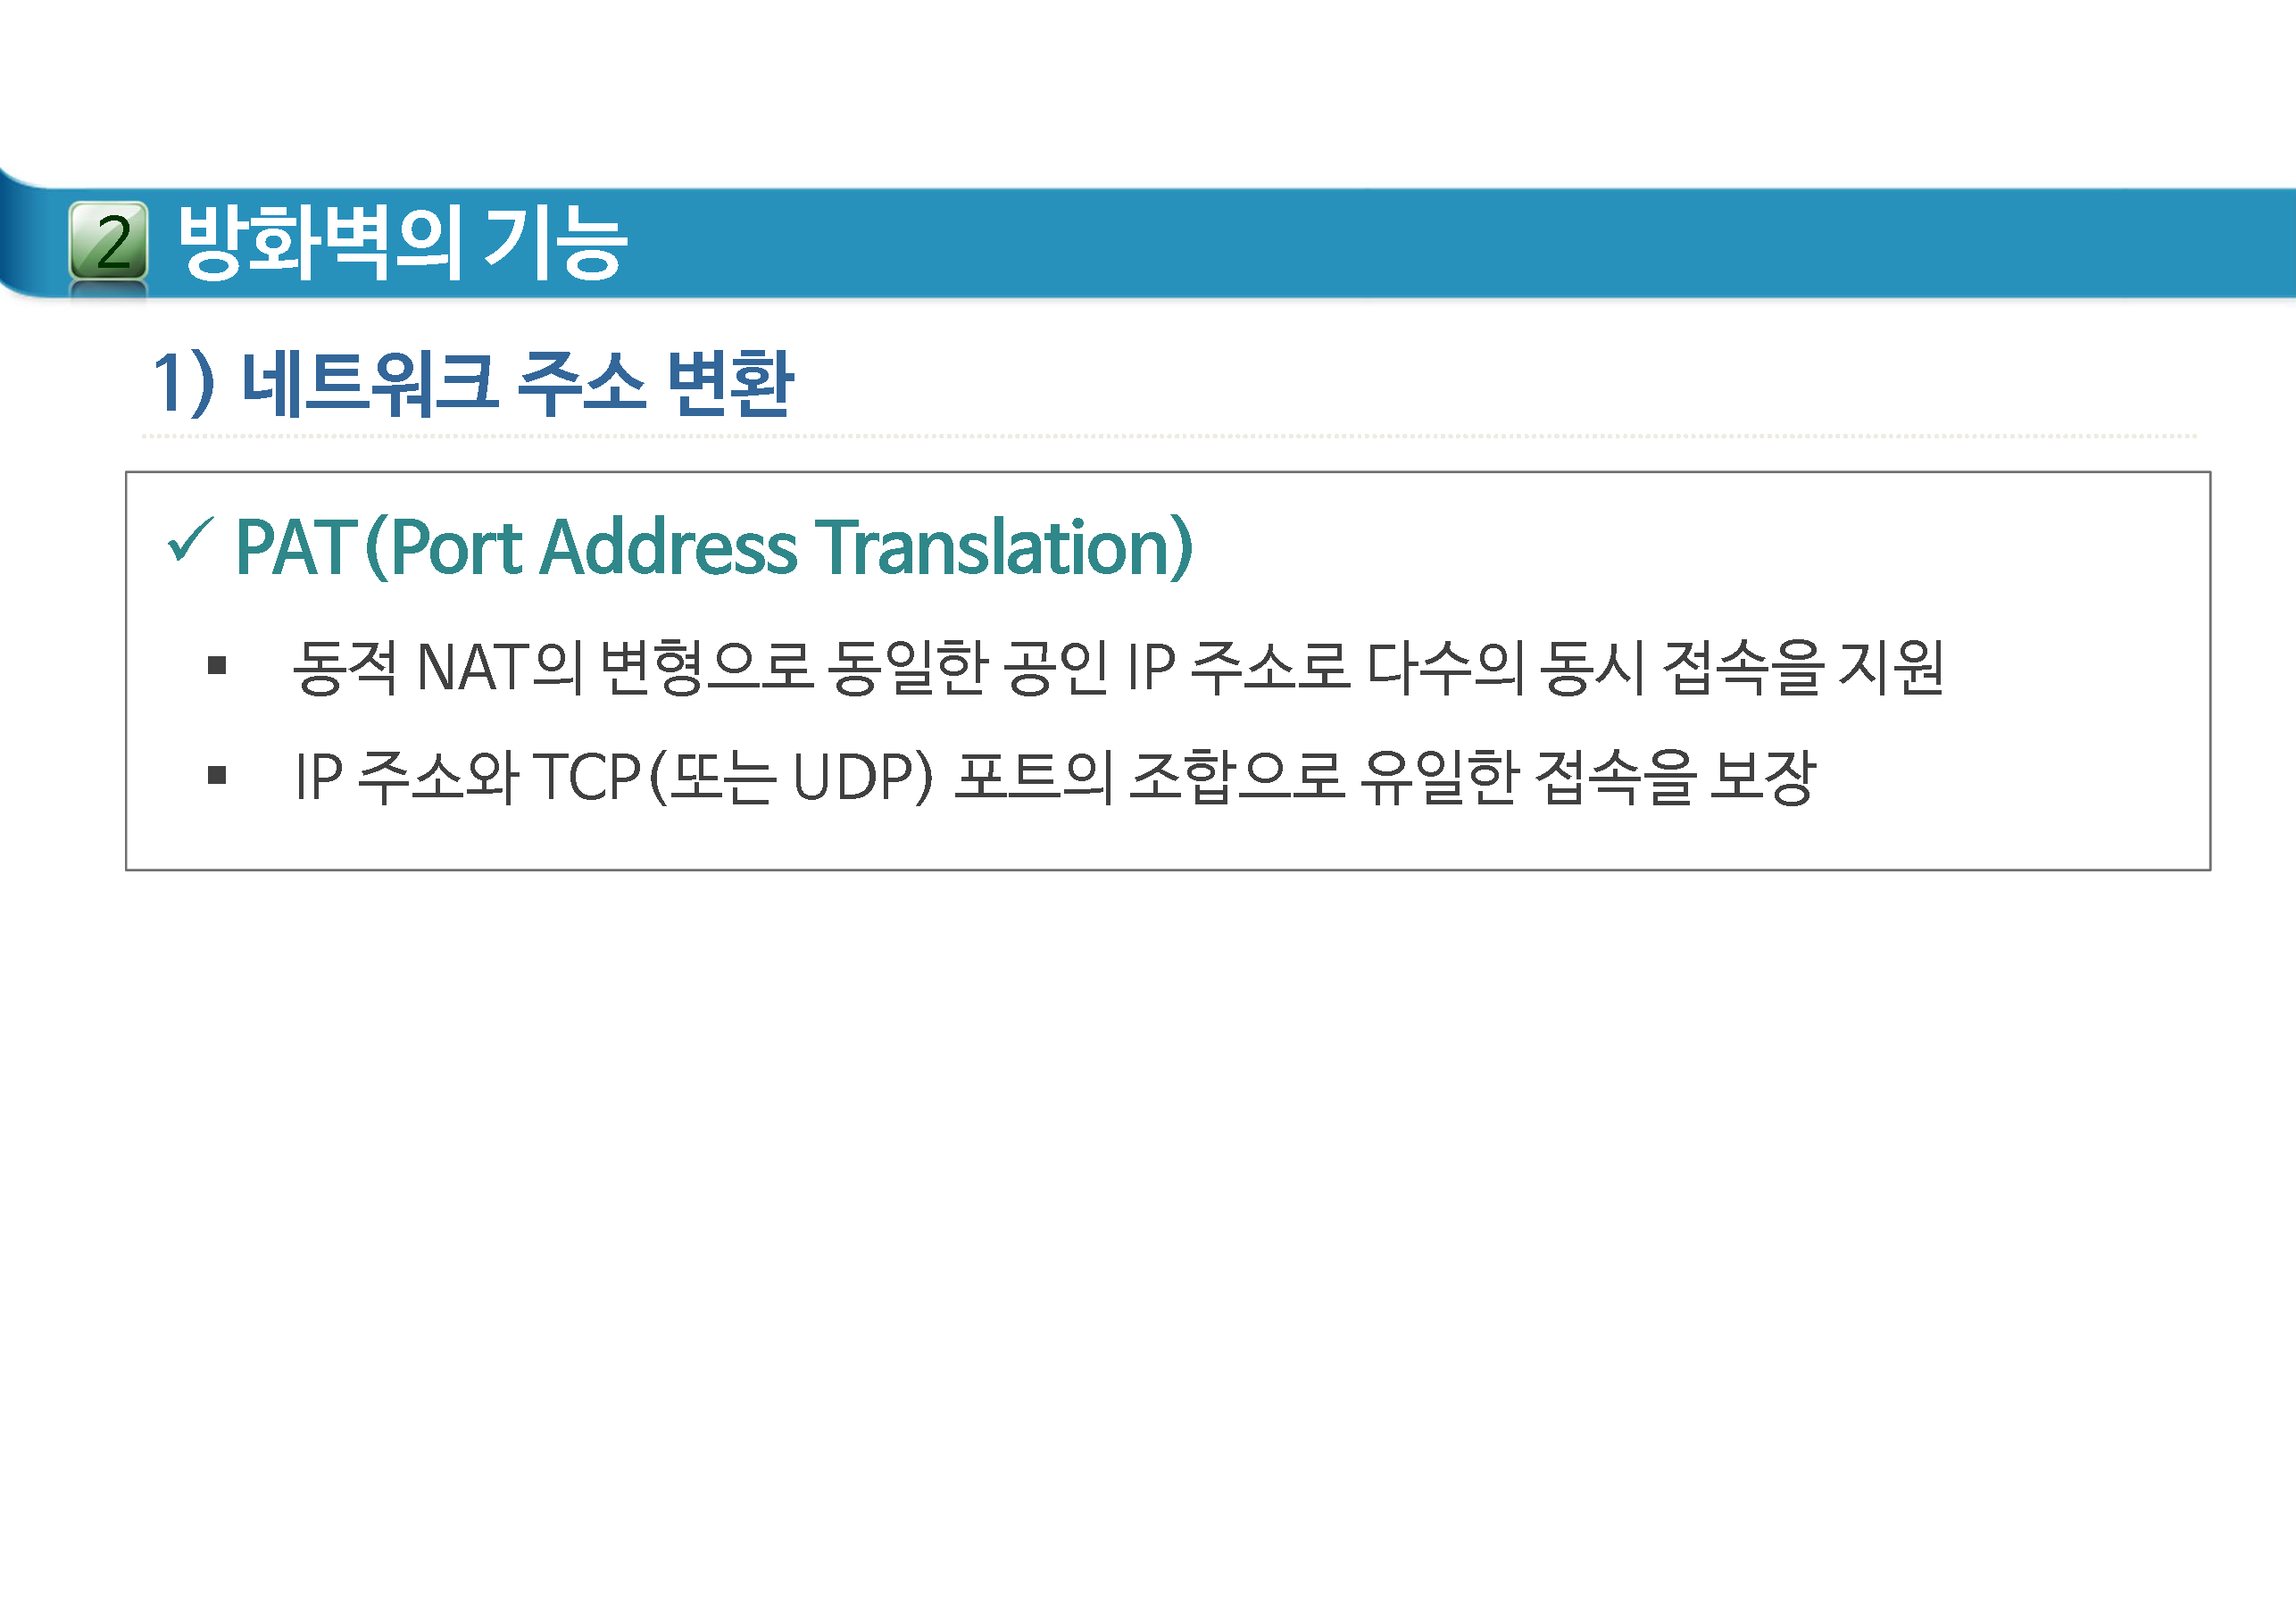 2 방화벽의 기능
1) 네트워크 주소 변환
✓ PAT(Port Address Translation)
▪ 동적 NAT의 변형으로 동일한 공인 IP 주소로 다수의 동시 접속을 지원
▪ IP 주소와 TCP(또는 UDP) 포트의 조합으로 유일한 접속을 보장